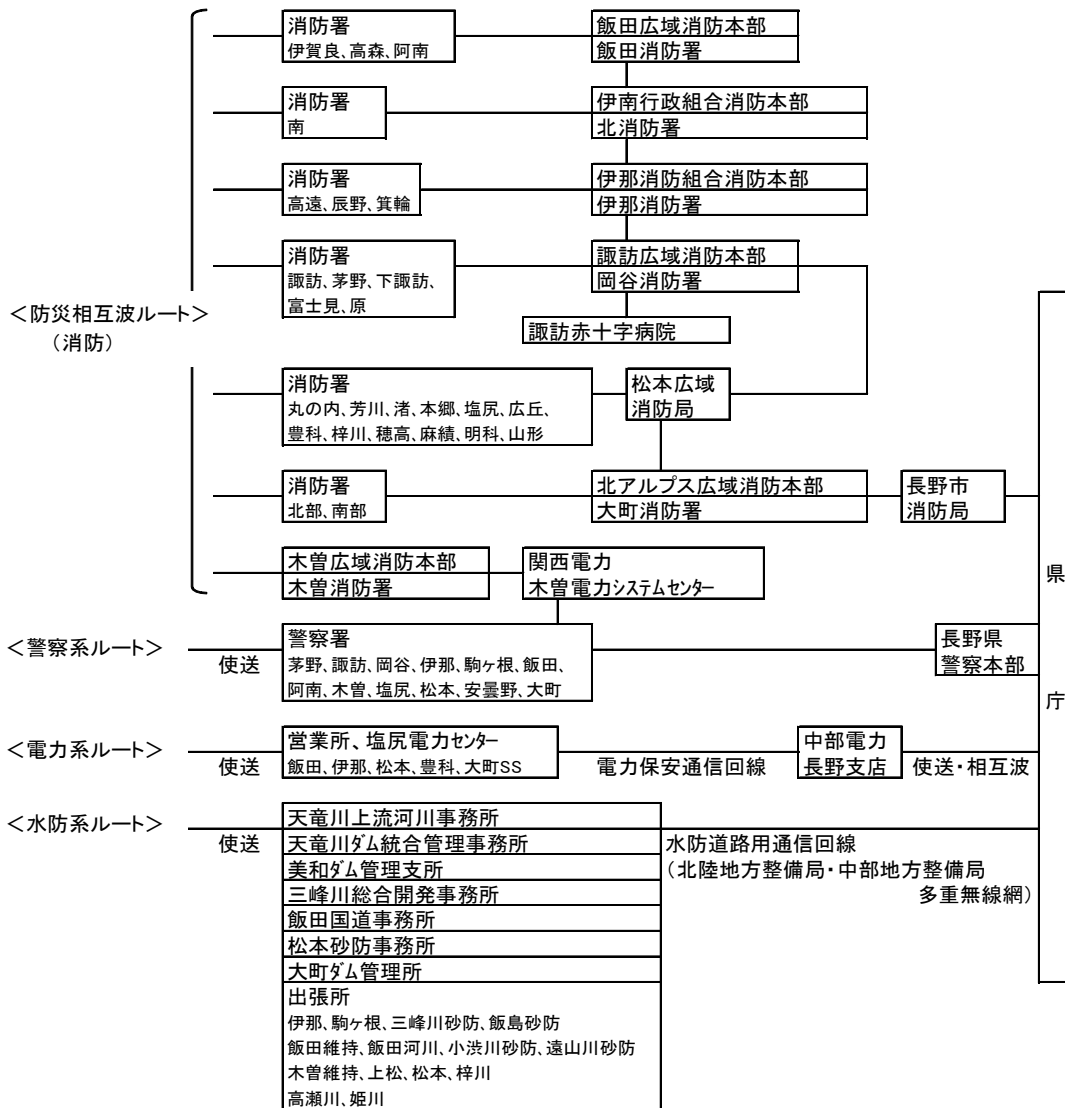 消防署
伊賀良、高森、阿南
飯田広域消防本部
飯田消防署
消防署
南
伊南行政組合消防本部
北消防署
消防署
高遠、辰野、箕輪
伊那消防組合消防本部
伊那消防署
消防署
諏訪、茅野、下諏訪、
富士見、原
諏訪広域消防本部
岡谷消防署
＜防災相互波ルート＞
（消防）
諏訪赤十字病院
消防署
丸の内、芳川、渚、本郷、塩尻、広丘、
豊科、梓川、穂高、麻績、明科、山形
松本広域
消防局
消防署
北部、南部
北アルプス広域消防本部
大町消防署
長野市
消防局
木曽広域消防本部
木曽消防署
関西電力
木曽電力システムセンター
県
庁
＜警察系ルート＞
使送
警察署
茅野、諏訪、岡谷、伊那、駒ヶ根、飯田、
阿南、木曽、塩尻、松本、安曇野、大町
長野県
警察本部
＜電力系ルート＞
使送
営業所、塩尻電力センター
飯田、伊那、松本、豊科、大町SS
電力保安通信回線
中部電力
長野支店
使送・相互波
＜水防系ルート＞
使送
天竜川上流河川事務所
天竜川ダム統合管理事務所
美和ダム管理支所
三峰川総合開発事務所
飯田国道事務所
松本砂防事務所
大町ダム管理所
出張所
伊那、駒ヶ根、三峰川砂防、飯島砂防
飯田維持、飯田河川、小渋川砂防、遠山川砂防
木曽維持、上松、松本、梓川
高瀬川、姫川
水防道路用通信回線
（北陸地方整備局・中部地方整備局
多重無線網）